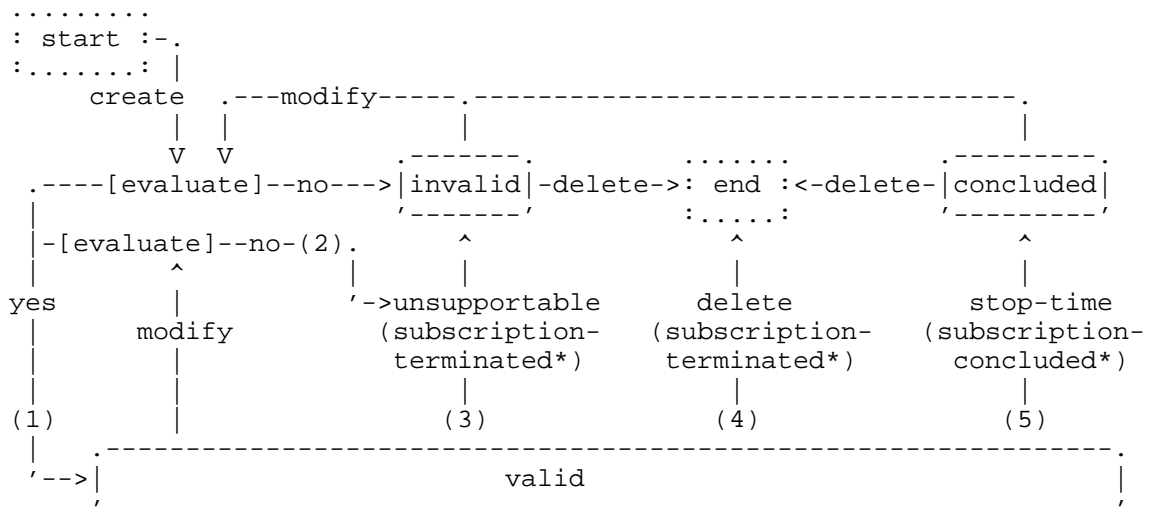 .........
: start :-.
:.......: |
create .---modify-----.----------------------------------.
| | | |
V V .-------. ....... .---------.
.----[evaluate]--no--->|invalid|-delete->: end :<-delete-|concluded|
| '-------' :.....: '---------'
|-[evaluate]--no-(2). ^ ^ ^
| ^ | | | |
yes | '->unsupportable delete stop-time
| modify (subscription- (subscription- (subscription-
| | terminated*) terminated*) concluded*)
| | | | |
(1) | (3) (4) (5)
| .---------------------------------------------------------------.
'-->| valid |
' '